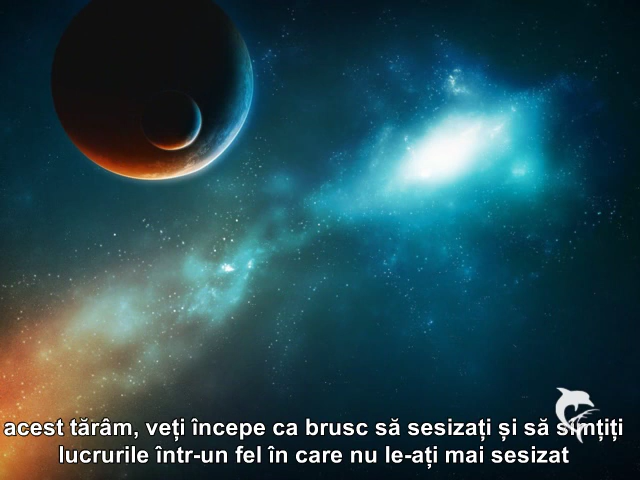 acest tărâm, veți începe ca brusc să sesizați și să simțiți
lucrurile într-un fel în care nu le-ați mai sesizat